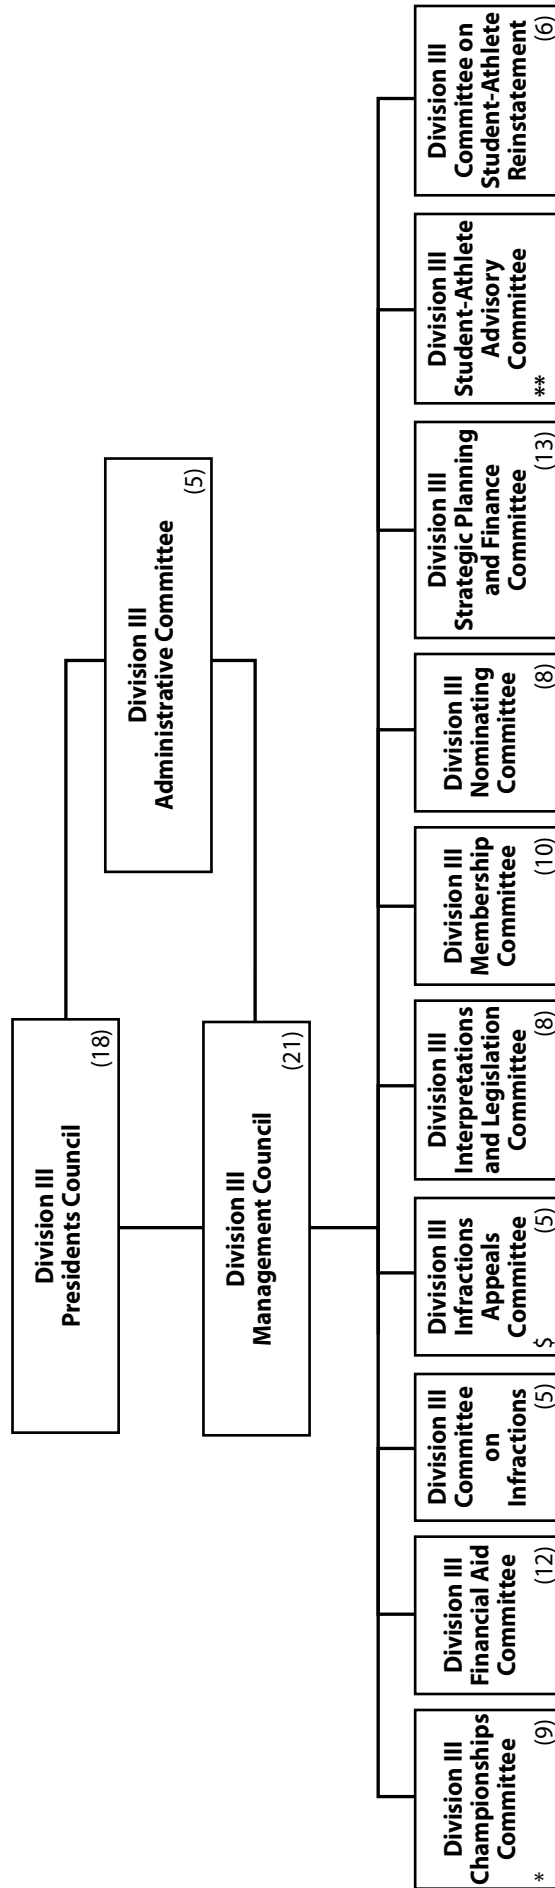 Division III
Presidents Council
(18)
Division III
Administrative Committee
(5)
Division III
Management Council
(21)
Division III
Championships
Committee
* (9)
Division III
Financial Aid
Committee
(12)
Division III
Committee
on
Infractions
(5)
Division III
Infractions
Appeals
Committee
$ (5)
Division III
Interpretations
and Legislation
Committee
(8)
Division III
Membership
Committee
(10)
Division III
Nominating
Committee
(8)
Division III
Strategic Planning
and Finance
Committee
(13)
Division III
Student-Athlete
Advisory
Committee
**
Division III
Committee on
Student-Athlete
Reinstatement
(6)